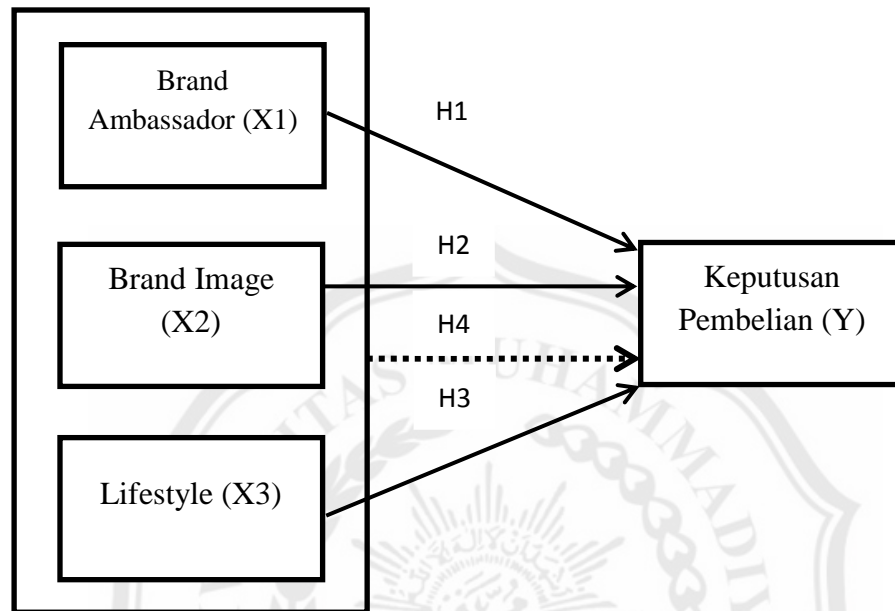 Brand
Ambassador (X1)
H1
Brand Image
(X2)
H2
Keputusan
Pembelian (Y)
H4
H3
Lifestyle (X3)